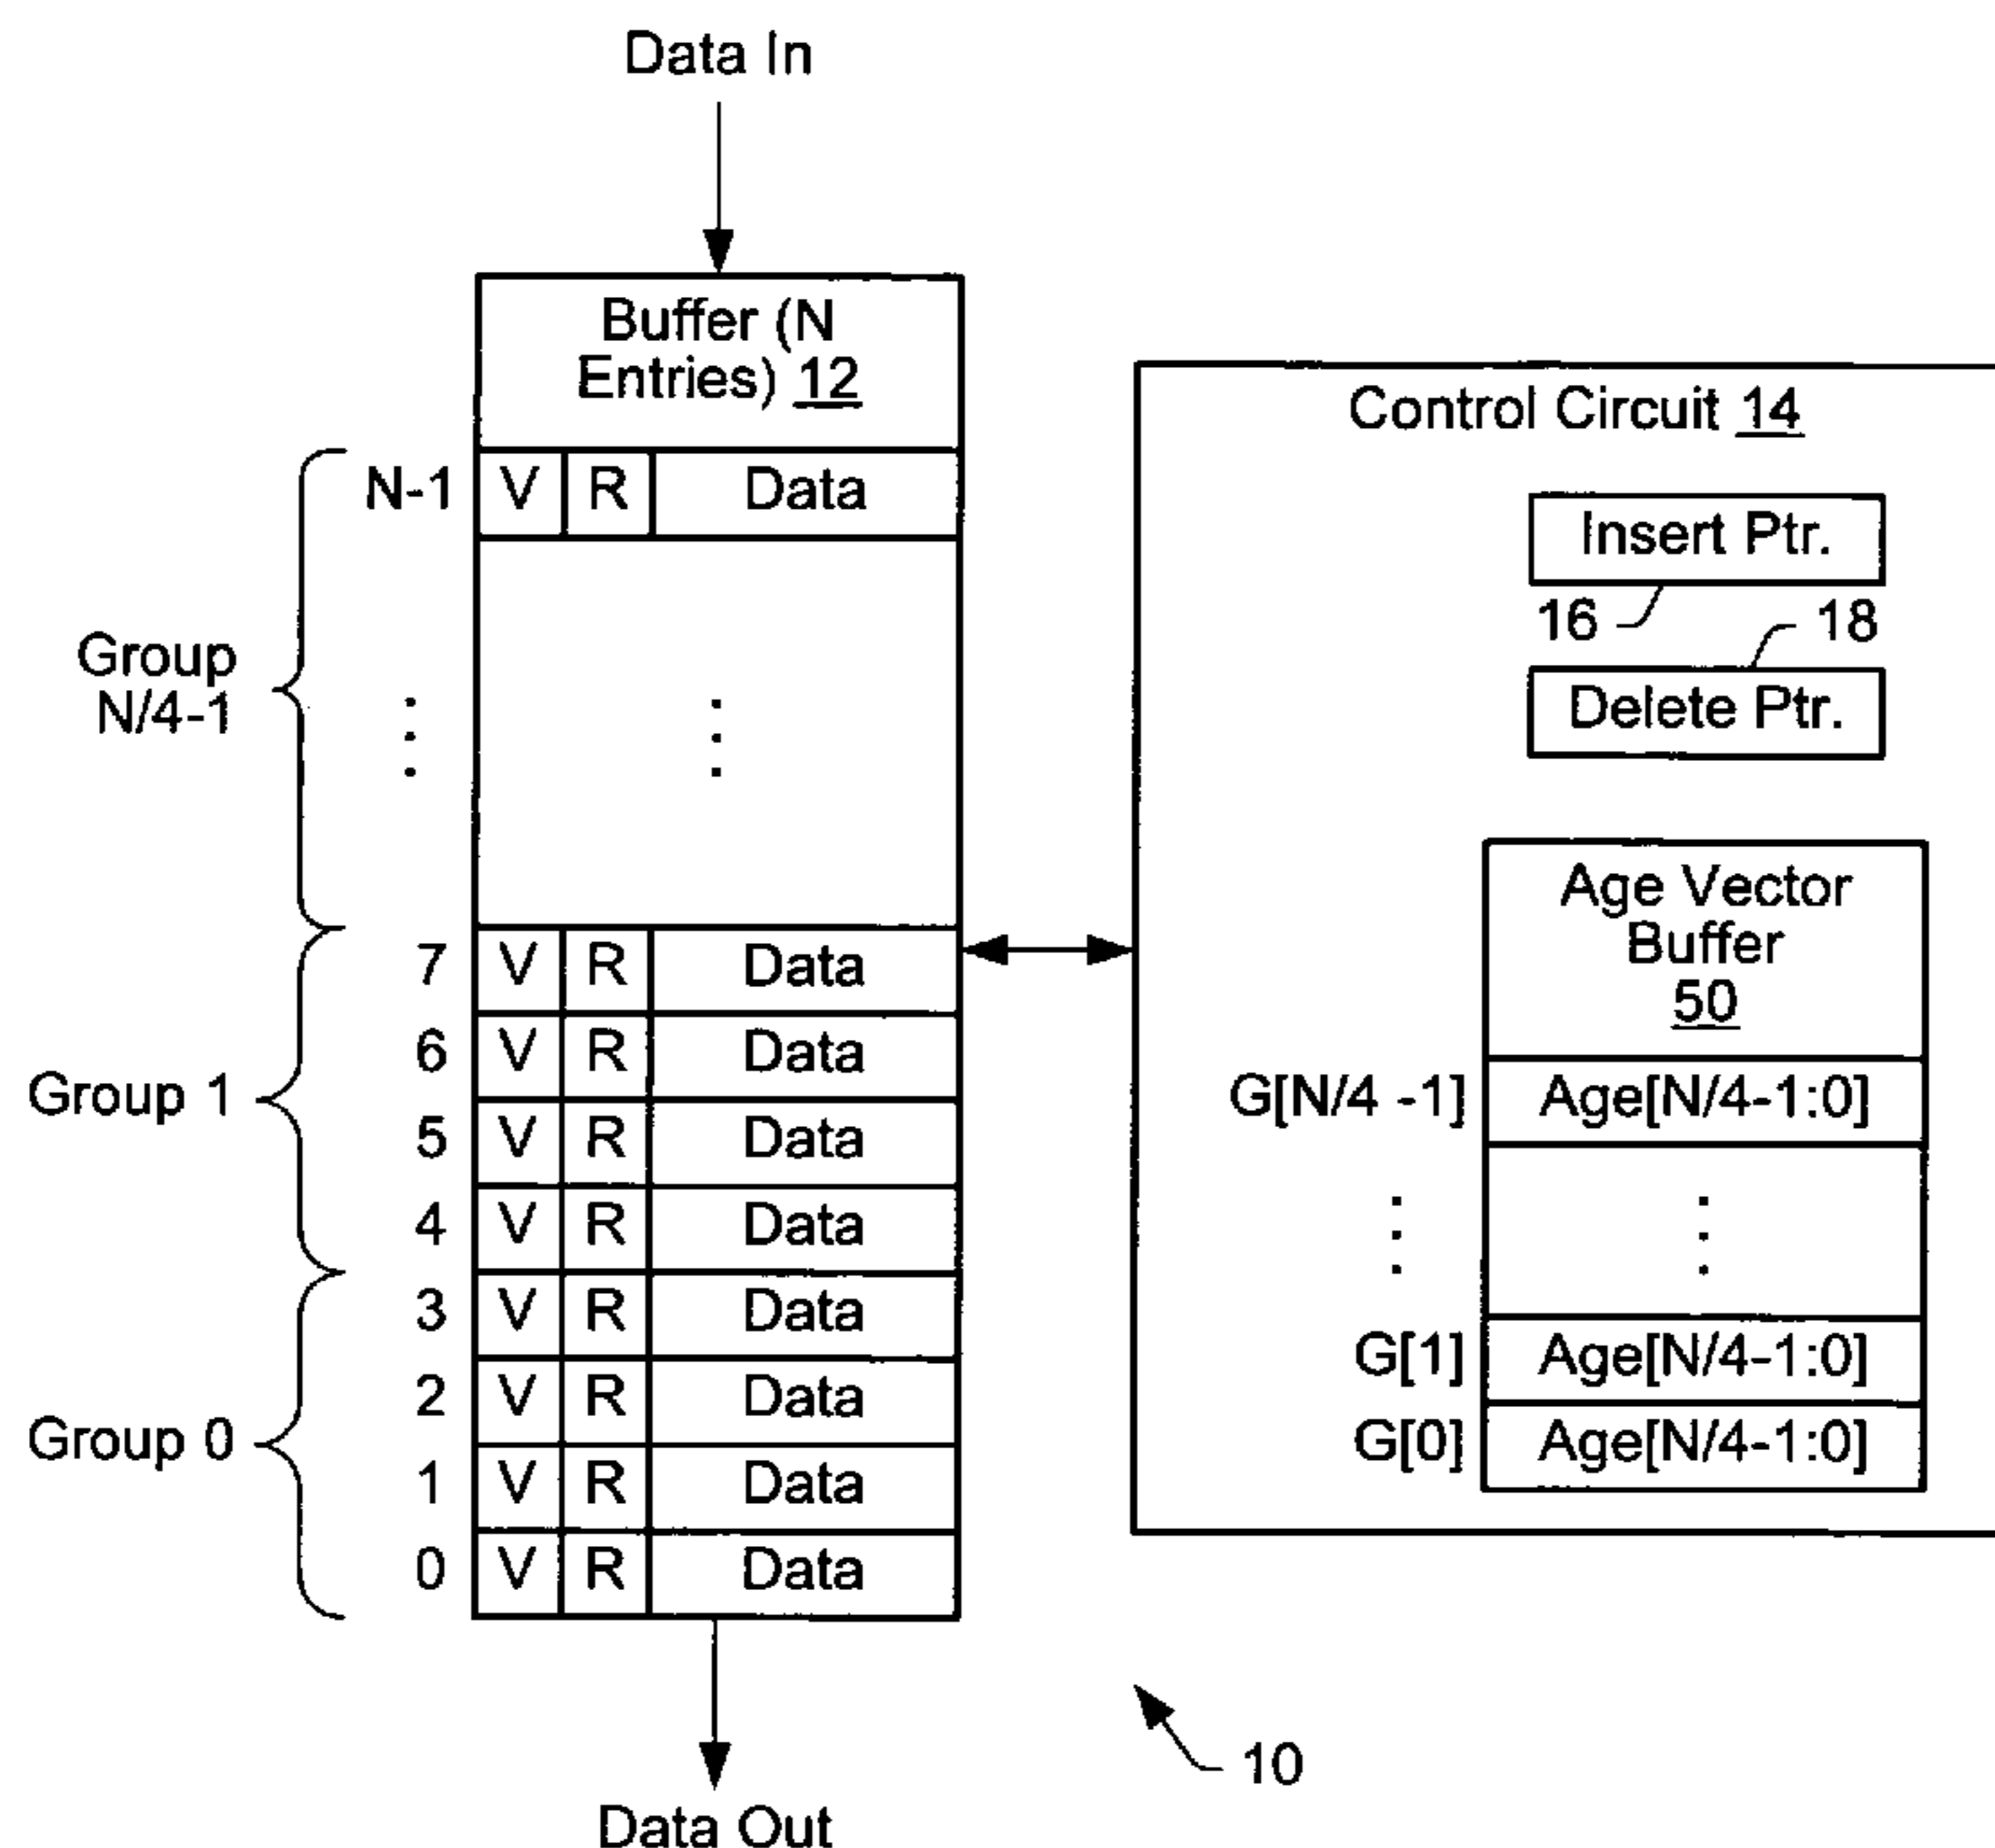 Data In
Buffer (N
Entries) 12
N-1 V R Data
Group
N/4-1
7 V R Data
6 V R Data
Group 1
5 V R Data
4 V R Data
3 V R Data
2 V R Data
Group 0
1 V R Data
0 V R Data
Data Out
Control Circuit 14
Insert Ptr.
16
18
Delete Ptr.
Age Vector
Buffer
50
G[N/4 -1] Age[N/4-1:0]
G[1] Age[N/4-1:0]
G[0] Age[N/4-1:0]
10